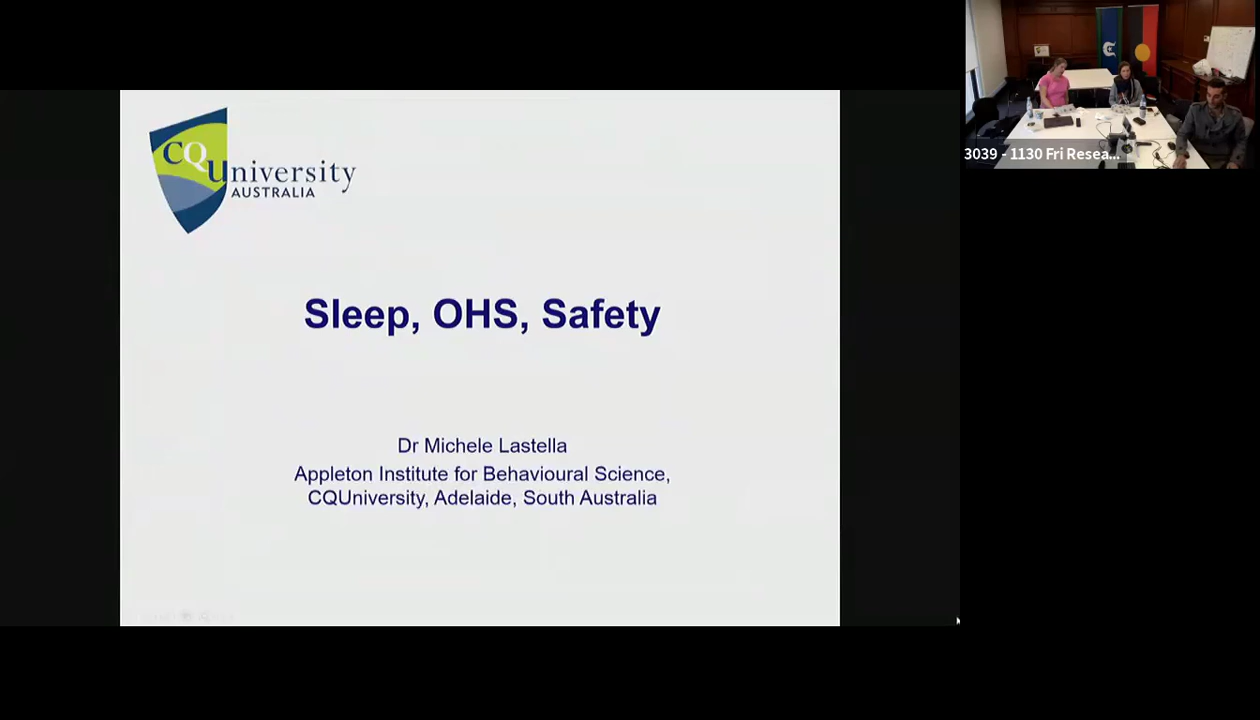 CQUniversity
AUSTRALIA
Sleep, OHS, Safety
Dr Michele Lastella
Appleton Institute for Behavioural Science,
CQUniversity, Adelaide, South Australia
3039 - 1130 Fri Resea...